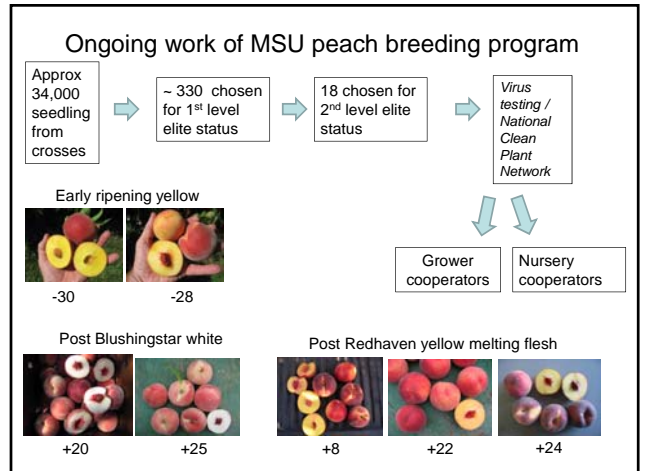 Ongoing work of MSU peach breeding program
Approx
34,000
seedling
from
crosses
~ 330 chosen
for 1st level
elite status
18 chosen for
2nd level elite
status
Virus
testing /
National
Clean
Plant
Network
Grower
cooperators
Nursery
cooperators
Early ripening yellow
-30
-28
Post Blushingstar white
+20
+25
Post Redhaven yellow melting flesh
+8
+22
+24